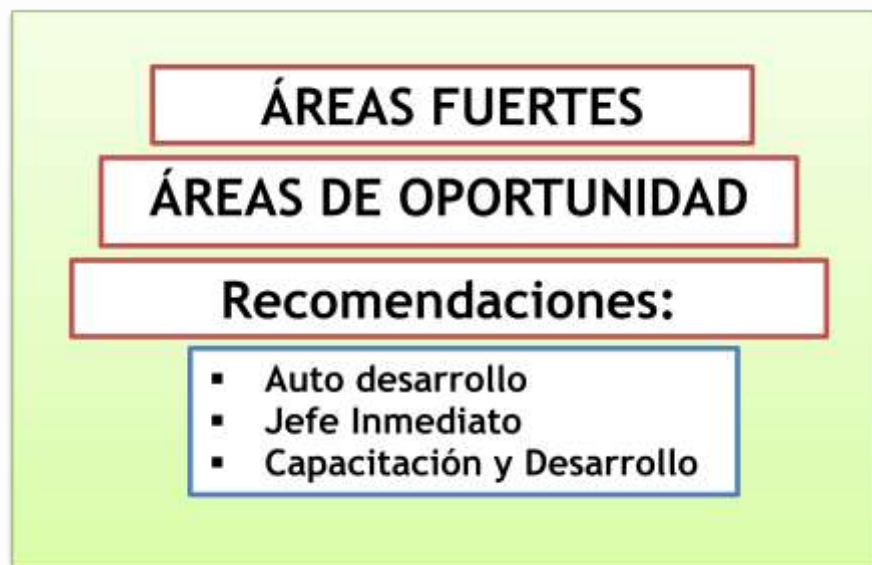 ÁREAS FUERTES
ÁREAS DE OPORTUNIDAD
Recomendaciones:
▪ Auto desarrollo
▪ Jefe Inmediato
▪ Capacitación y Desarrollo